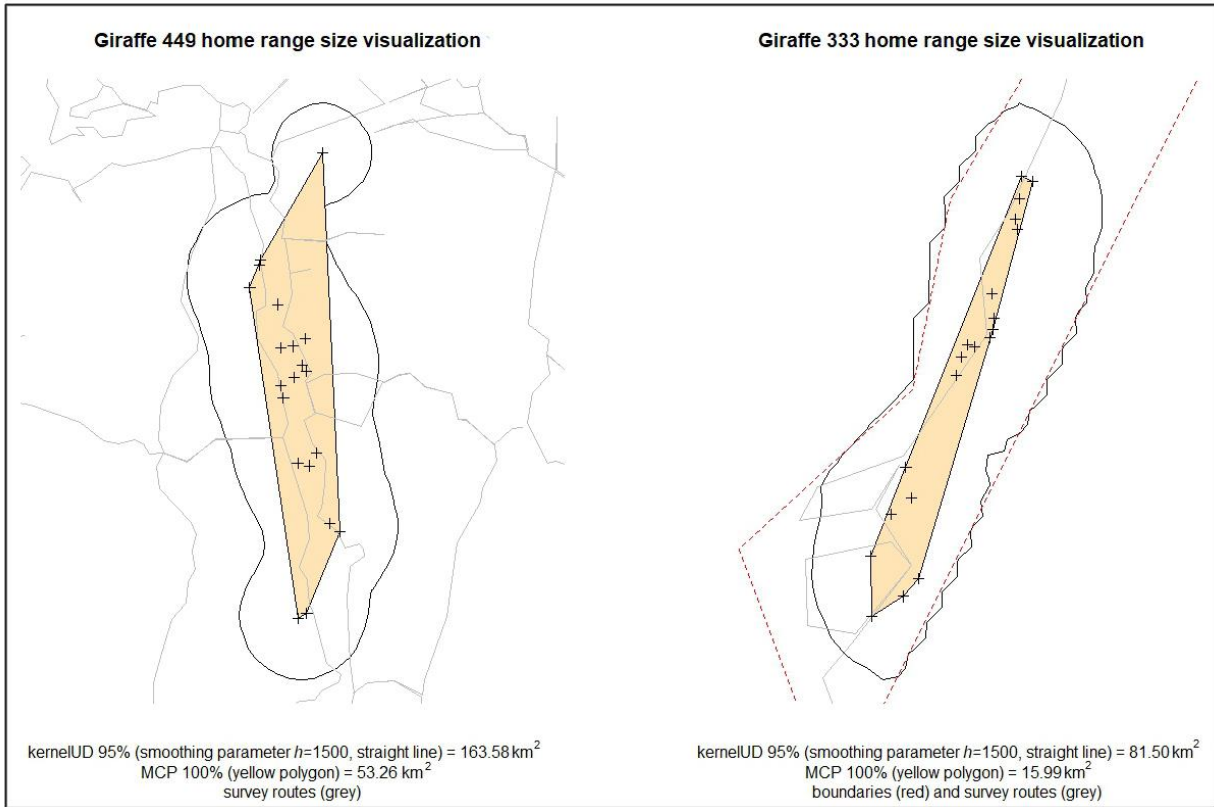 Giraffe 449 home range size visualization
Giraffe 333 home range size visualization
kernelUD 95% (smoothing parameter h=1500, straight line) = 163.58 km²
MCP 100% (yellow polygon) = 53.26 km²
survey routes (grey)
kernelUD 95% (smoothing parameter h=1500, straight line) = 81.50 km²
MCP 100% (yellow polygon) = 15.99 km²
boundaries (red) and survey routes (grey)